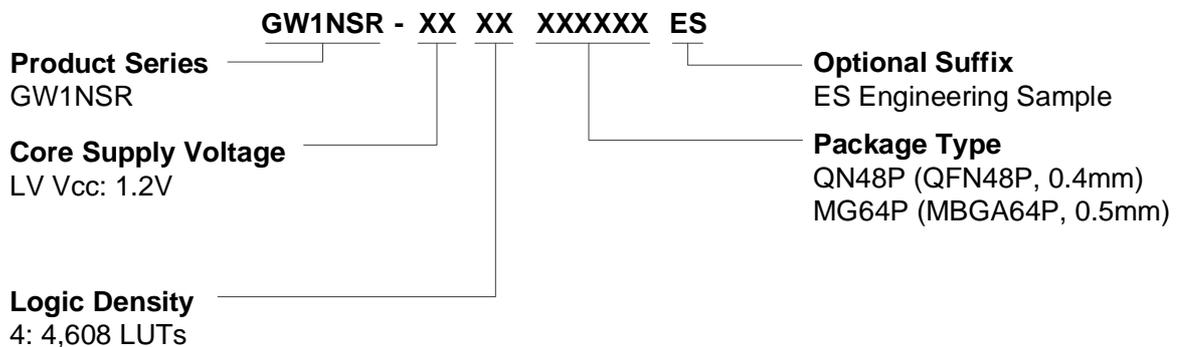 GW1NSR - XX XX XXXXXX ES
Product Series
GW1NSR
Core Supply Voltage
LV Vcc: 1.2V
Logic Density
4: 4,608 LUTs
Optional Suffix
ES Engineering Sample
Package Type
QN48P (QFN48P, 0.4mm)
MG64P (MBGA64P, 0.5mm)